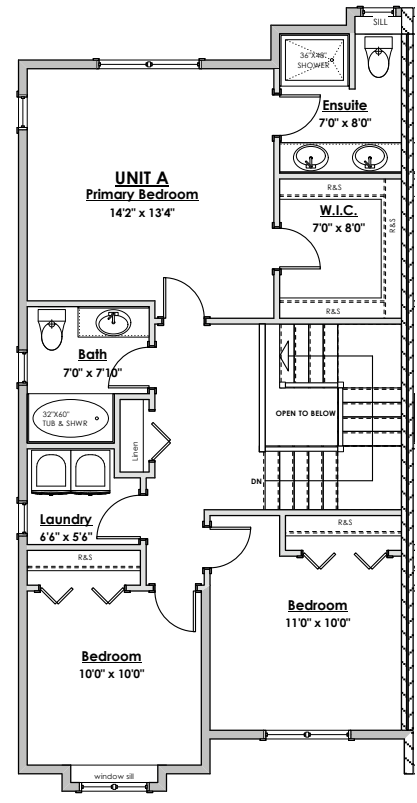 SILL
36"X48"
SHOWER
Ensuite
7'0" x 8'0"
UNIT A
Primary Bedroom
14'2" x 13'4"
R&S
W.I.C.
7'0" x 8'0"
R&S
R&S
Bath
7'0" x 7'10"
32"X60"
TUB & SHWR
Linen
OPEN TO BELOW
DN
Laundry
6'6" x 5'6"
R&S
R&S
Bedroom
11'0" x 10'0"
Bedroom
10'0" x 10'0"
window sill